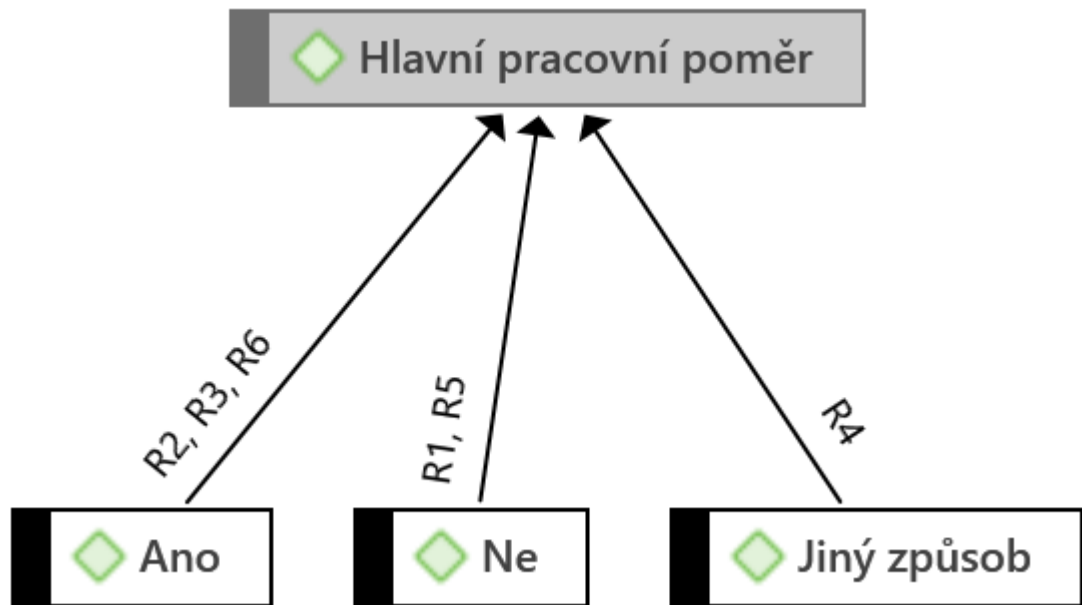 Hlavní pracovní poměr
R2, R3, R6
R1, R5
R4
Ano
Ne
Jiný způsob